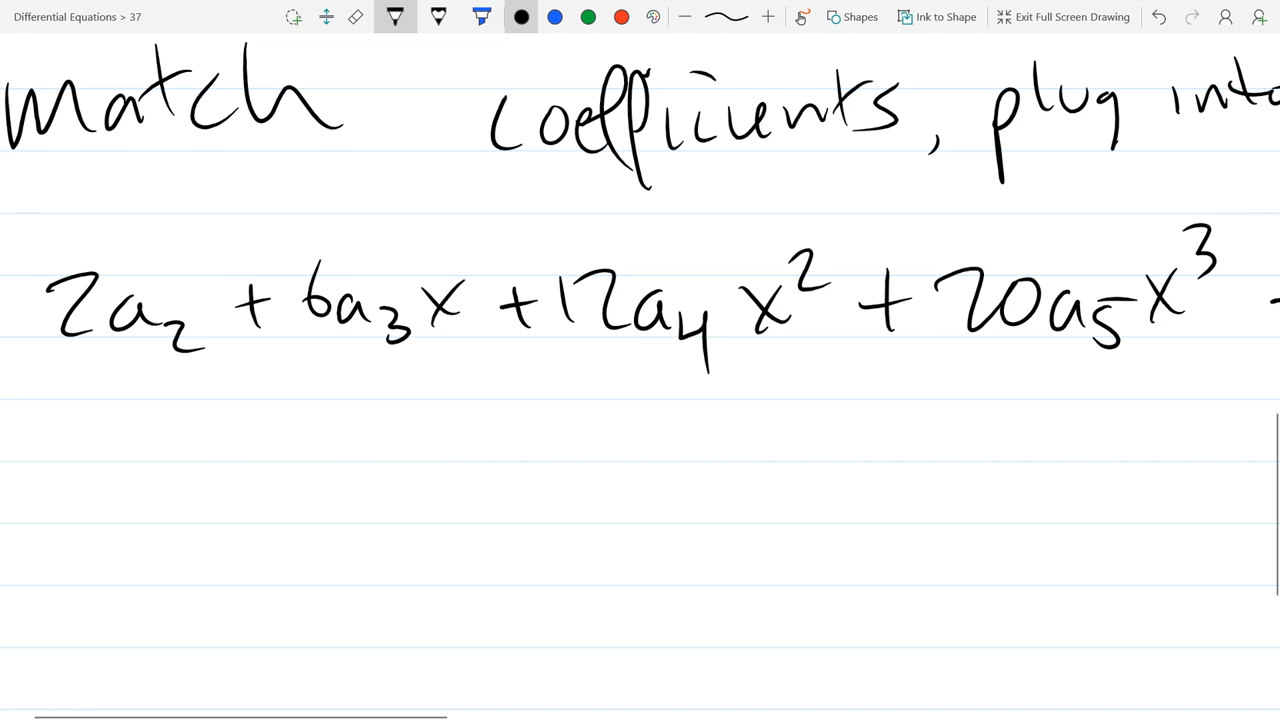 Differential Equations > 37 Shapes Ink to Shape Exit Full Screen Drawing
Match coefficients, plug into
2a₂ + 6a₃x + 12a₄x² + 20a₅x³ +